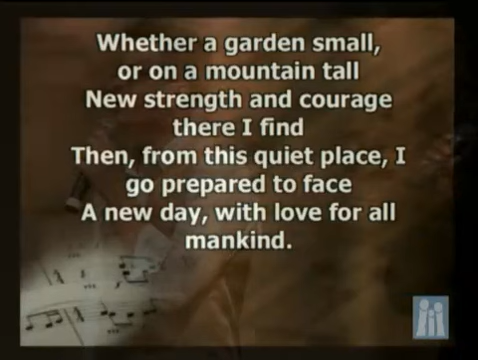 Whether a garden small,
or on a mountain tall
New strength and courage
there I find
Then, from this quiet place, I
go prepared to face
A new day, with love for all
mankind.